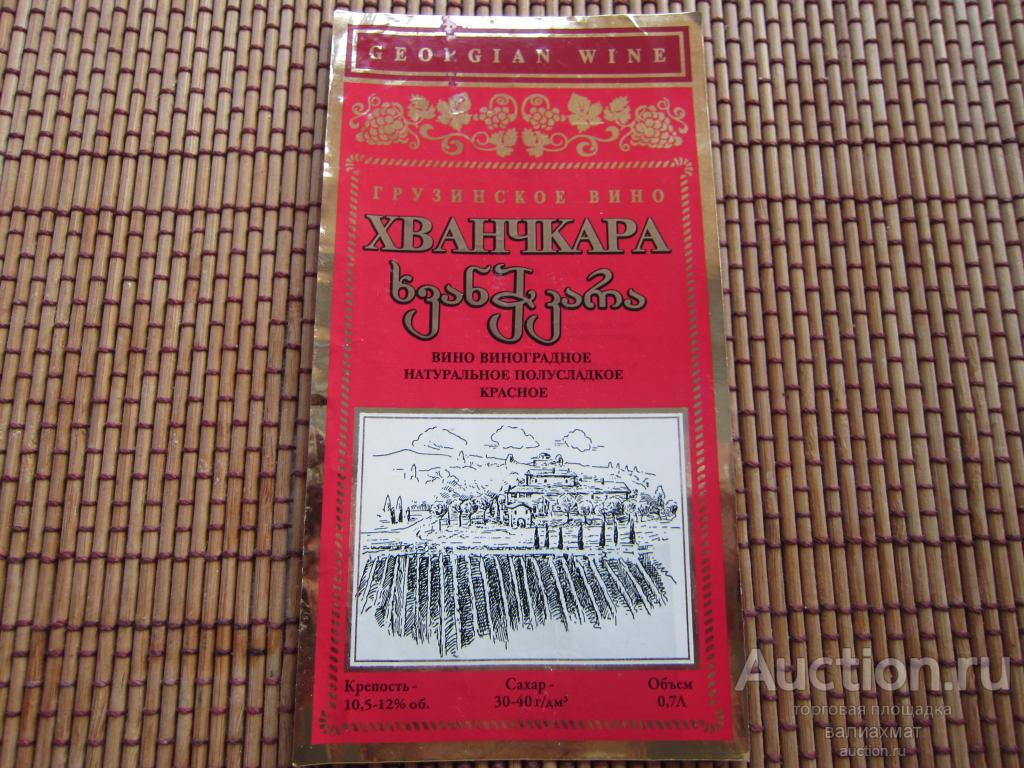 GEORGIAN WINE
ГРУЗИНСКОЕ ВИНО
ХВАНЧКАРА
ხვანჭკარა
ВИНО ВИНОГРАДНОЕ
НАТУРАЛЬНОЕ ПОЛУСЛАДКОЕ
КРАСНОЕ
Крепость -
10,5-12% об.
Сахар -
30-40 г/дм³
Объем
0,7Л
Auction.ru
торговая площадка
валиахмат
auction.ru